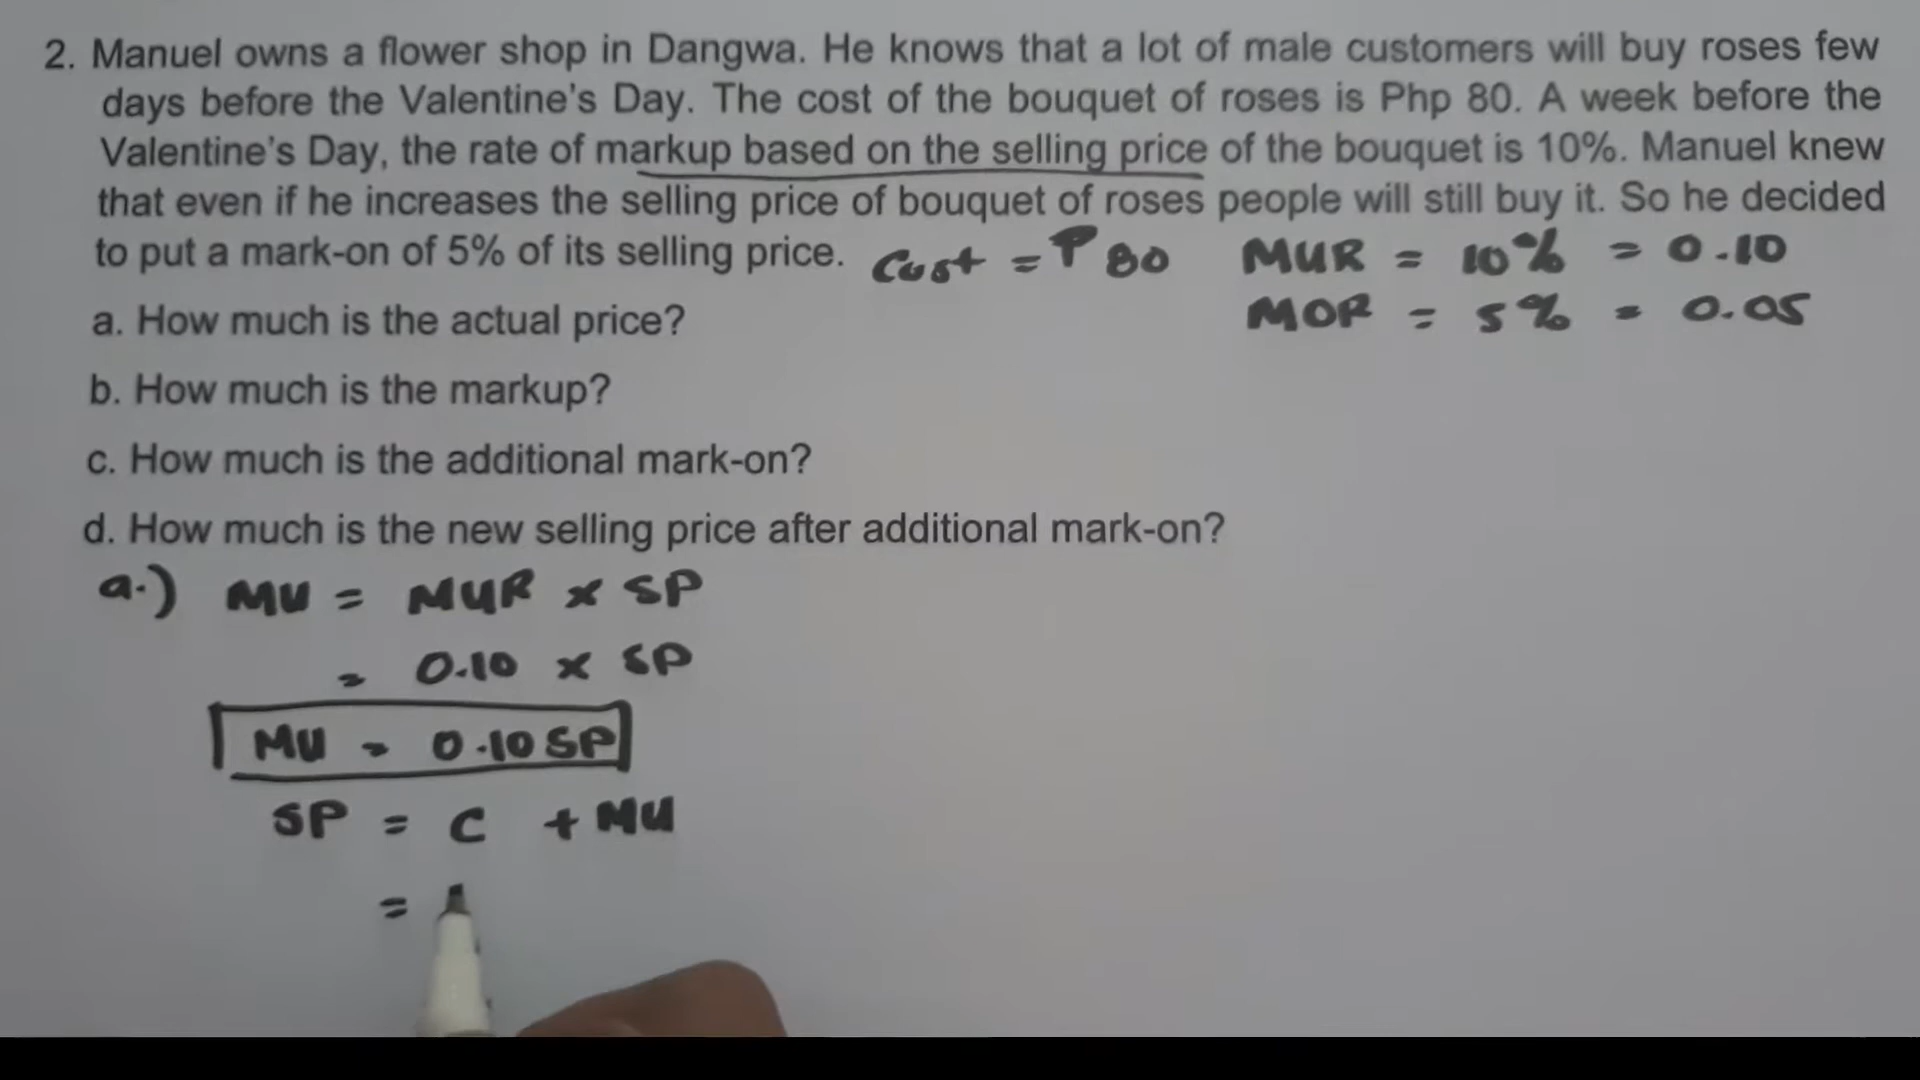 2. Manuel owns a flower shop in Dangwa. He knows that a lot of male customers will buy roses few
days before the Valentine's Day. The cost of the bouquet of roses is Php 80. A week before the
Valentine's Day, the rate of markup based on the selling price of the bouquet is 10%. Manuel knew
that even if he increases the selling price of bouquet of roses people will still buy it. So he decided
to put a mark-on of 5% of its selling price. Cost = ₱80 MUR = 10% = 0.10
MOR = 5% = 0.05
a. How much is the actual price?
b. How much is the markup?
c. How much is the additional mark-on?
d. How much is the new selling price after additional mark-on?
a.) MU = MUR x SP
= 0.10 x SP
MU = 0.10 SP
SP = C + MU
=